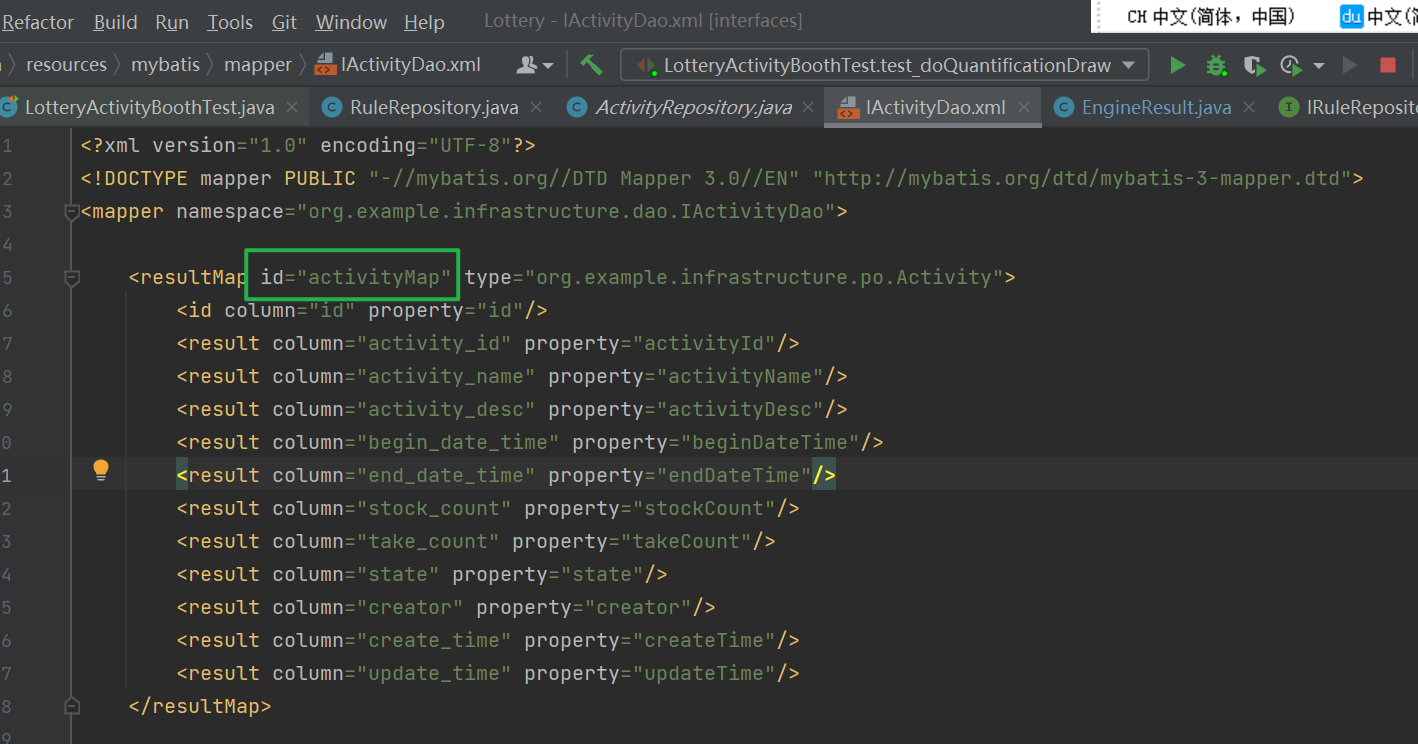 Refactor Build Run Tools Git Window Help Lottery - IActivityDao.xml [interfaces] CH 中文(简体, 中国) du 中文(简
resources mybatis mapper IActivityDao.xml LotteryActivityBoothTest.test_doQuantificationDraw
LotteryActivityBoothTest.java RuleRepository.java ActivityRepository.java IActivityDao.xml EngineResult.java IRuleReposito
1 <?xml version="1.0" encoding="UTF-8"?>
2 <!DOCTYPE mapper PUBLIC "-//mybatis.org//DTD Mapper 3.0//EN" "http://mybatis.org/dtd/mybatis-3-mapper.dtd">
3 <mapper namespace="org.example.infrastructure.dao.IActivityDao">
4
5 <resultMap id="activityMap" type="org.example.infrastructure.po.Activity">
6 <id column="id" property="id"/>
7 <result column="activity_id" property="activityId"/>
8 <result column="activity_name" property="activityName"/>
9 <result column="activity_desc" property="activityDesc"/>
0 <result column="begin_date_time" property="beginDateTime"/>
1 <result column="end_date_time" property="endDateTime"/>
2 <result column="stock_count" property="stockCount"/>
3 <result column="take_count" property="takeCount"/>
4 <result column="state" property="state"/>
5 <result column="creator" property="creator"/>
6 <result column="create_time" property="createTime"/>
7 <result column="update_time" property="updateTime"/>
8 </resultMap>
9